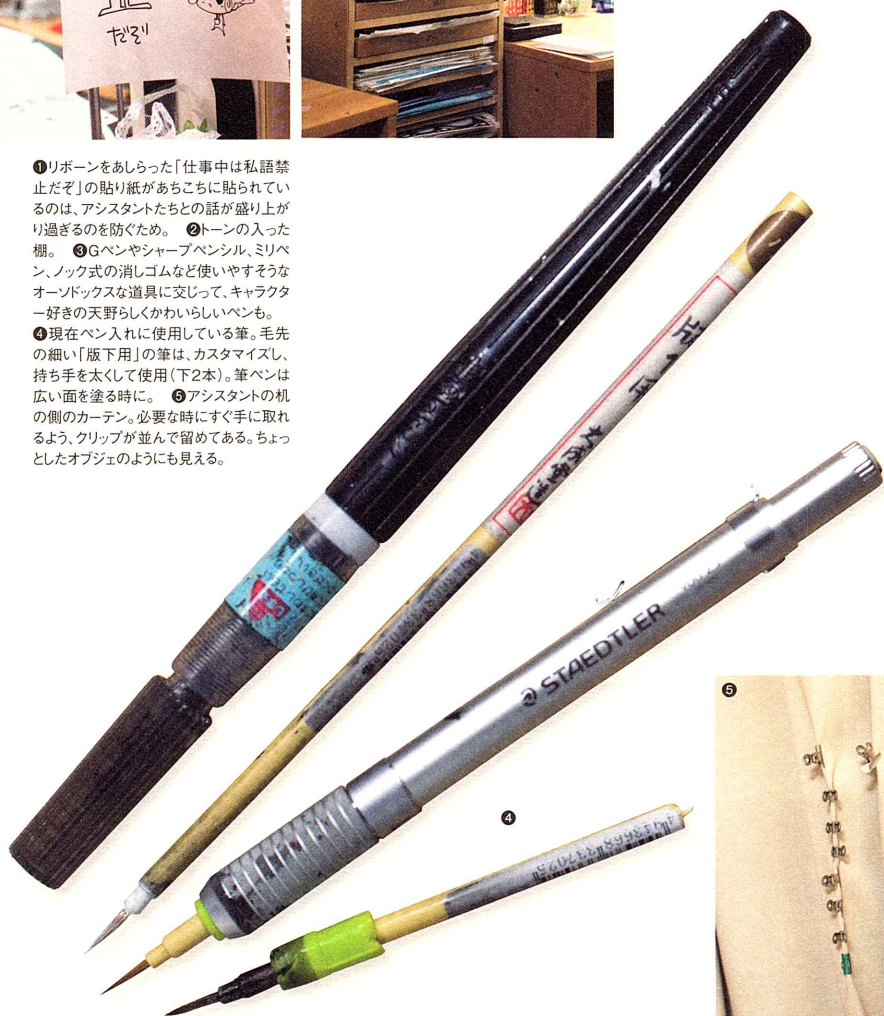 だぞ
❶リボーンをあしらった「仕事中は私語禁
止だぞ」の貼り紙があちこちに貼られてい
るのは、アシスタントたちとの話が盛り上が
り過ぎるのを防ぐため。 ❷トーンの入った
棚。 ❸Gペンやシャープペンシル、ミリペ
ン、ノック式の消しゴムなど使いやすそうな
オーソドックスな道具に交じって、キャラクタ
ー好きの天野らしくかわいらしいペンも。
❹現在ペン入れに使用している筆。毛先
の細い「版下用」の筆は、カスタマイズし、
持ち手を太くして使用（下2本）。筆ペンは
広い面を塗る時に。 ❺アシスタントの机
の側のカーテン。必要な時にすぐ手に取れ
るよう、クリップが並んで留めてある。ちょっ
としたオブジェのようにも見える。
STAEDTLER
❺
❹